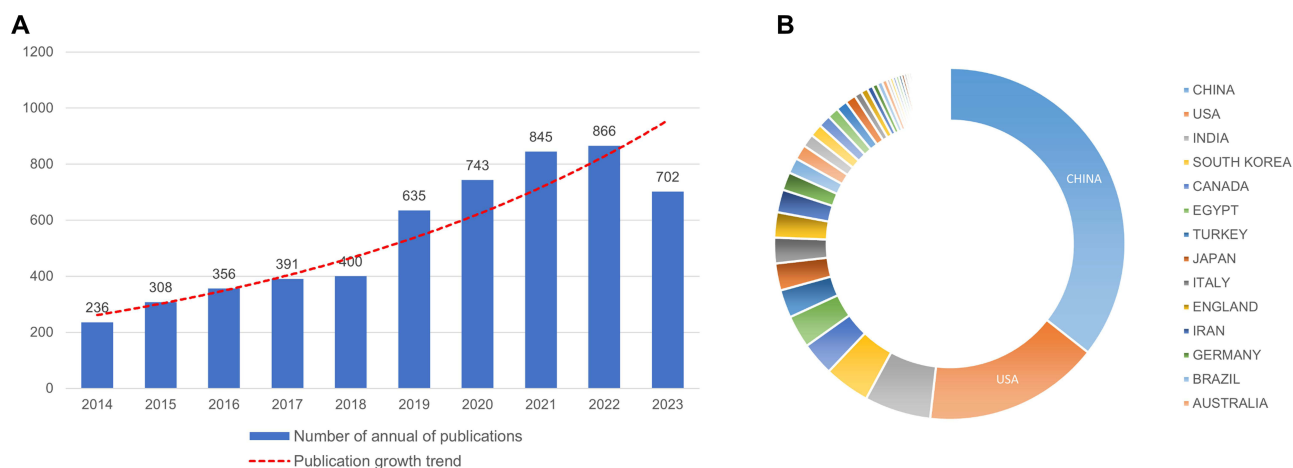 A
1200
1000
800
600
400
200
0
236
308
356
391
400
635
743
845
866
702
2014 2015 2016 2017 2018 2019 2020 2021 2022 2023
Number of annual of publications
Publication growth trend
B
CHINA
USA
CHINA
USA
INDIA
SOUTH KOREA
CANADA
EGYPT
TURKEY
JAPAN
ITALY
ENGLAND
IRAN
GERMANY
BRAZIL
AUSTRALIA